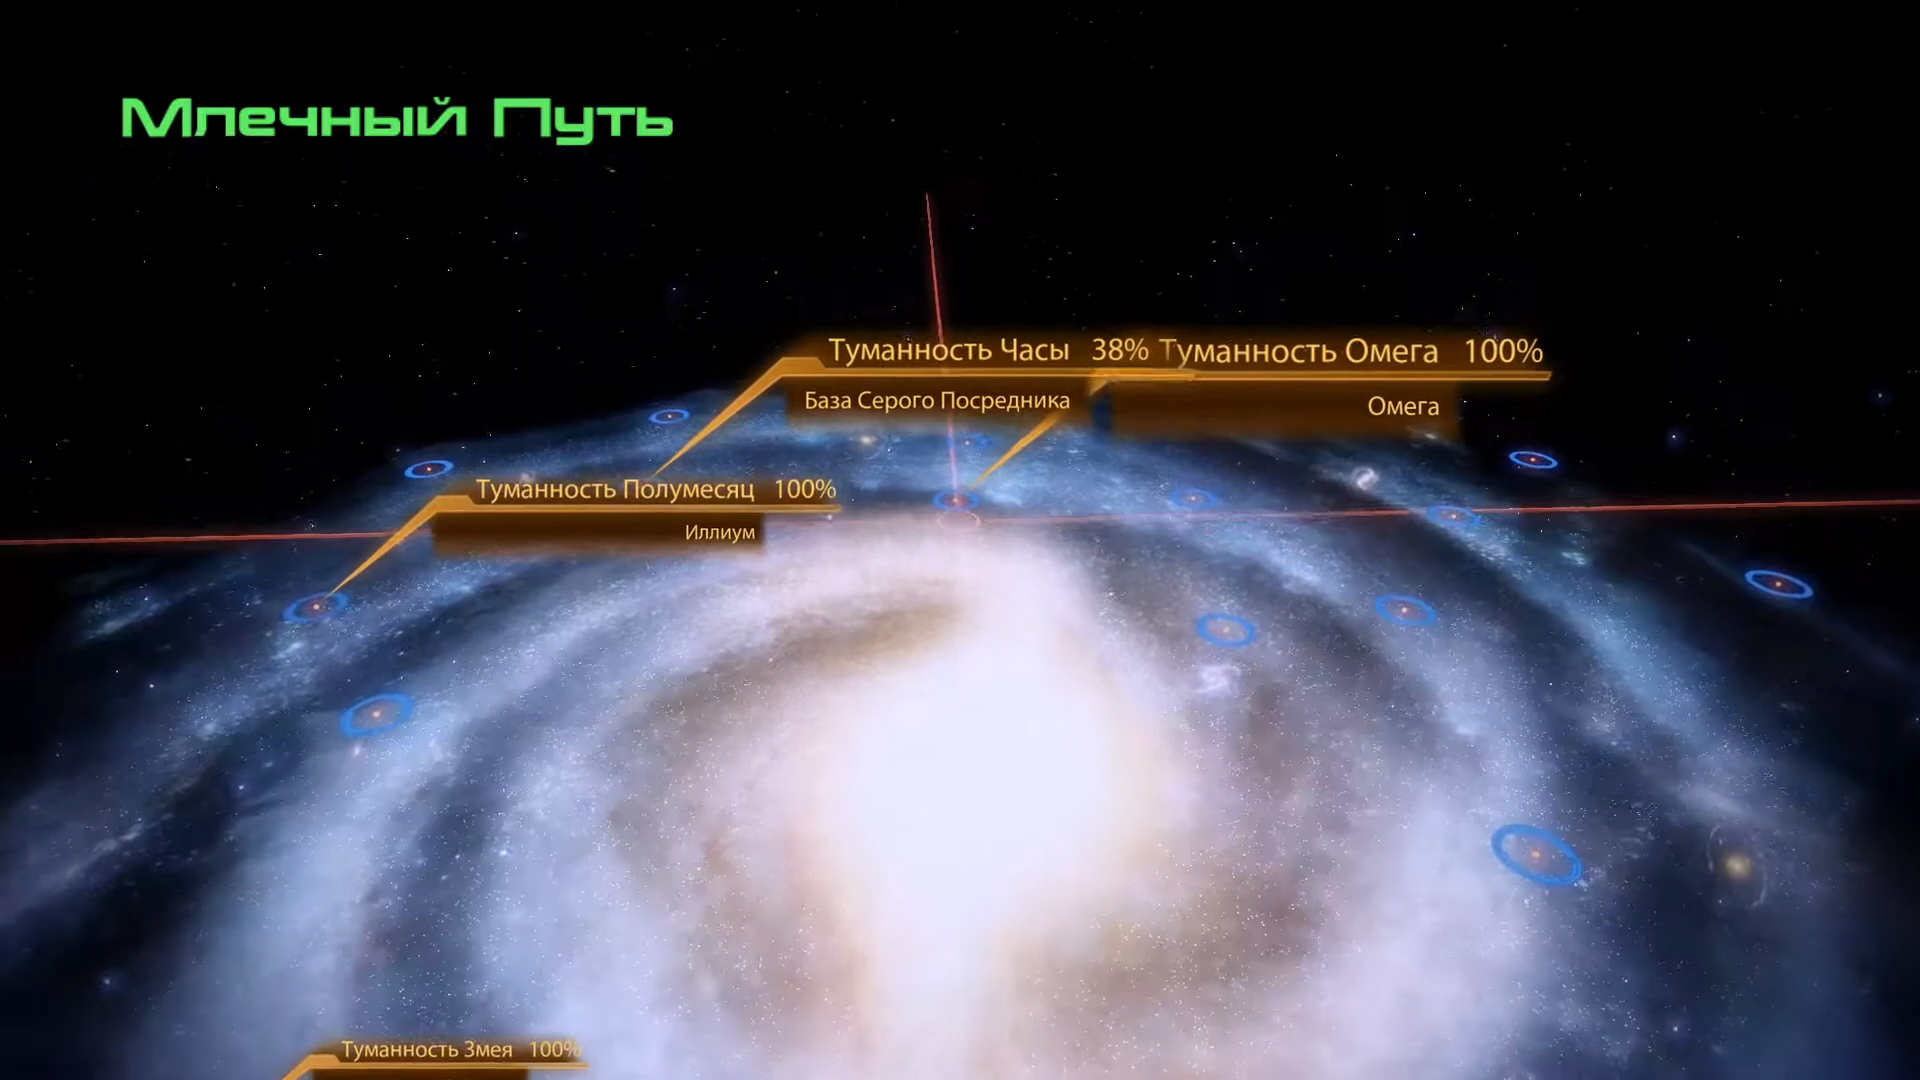 Млечный Путь
Туманность Часы 38%
База Серого Посредника
Туманность Омега 100%
Омега
Туманность Полумесяц 100%
Иллиум
Туманность Змея 100%